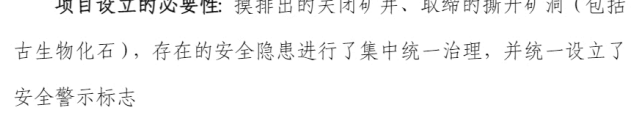 项目设立的必要性: 摸排出的关闭矿井、取缔的撕开矿洞（包括
古生物化石），存在的安全隐患进行了集中统一治理，并统一设立了
安全警示标志